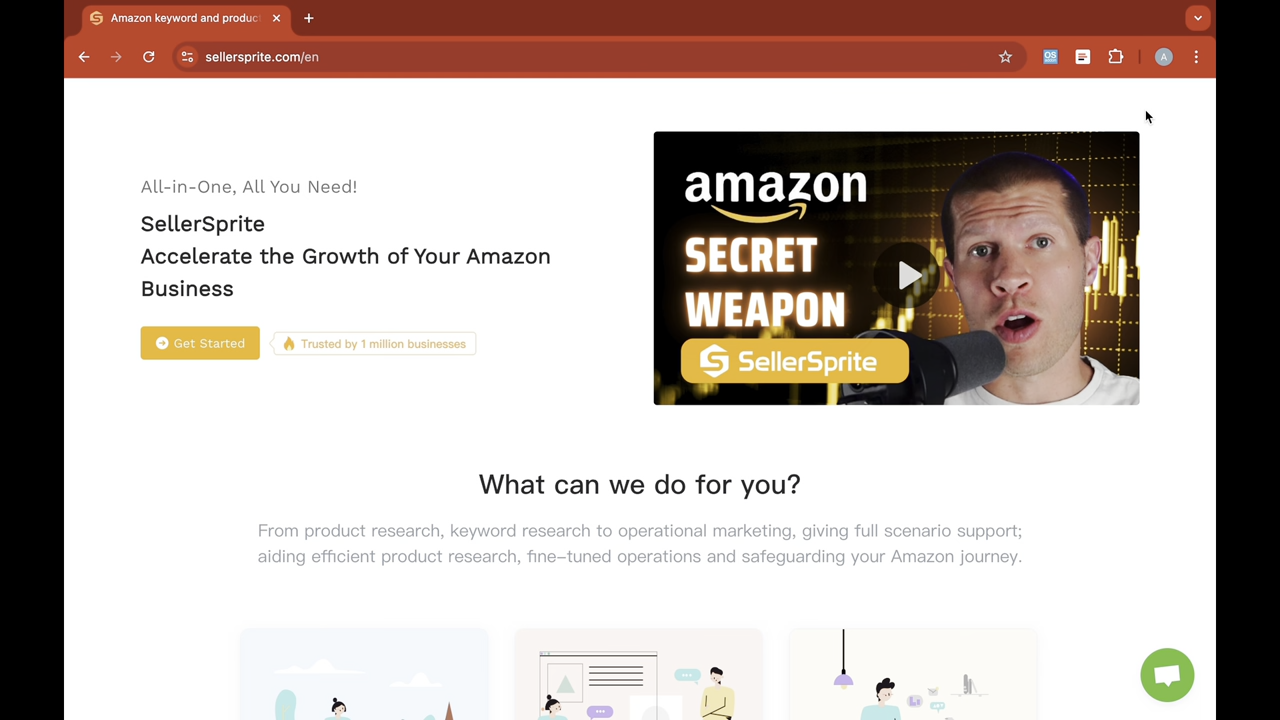 Amazon keyword and produc
sellersprite.com/en
OS
A
All-in-One, All You Need!
SellerSprite
Accelerate the Growth of Your Amazon
Business
Get Started
Trusted by 1 million businesses
amazon
SECRET
WEAPON
SellerSprite
What can we do for you?
From product research, keyword research to operational marketing, giving full scenario support;
aiding efficient product research, fine-tuned operations and safeguarding your Amazon journey.